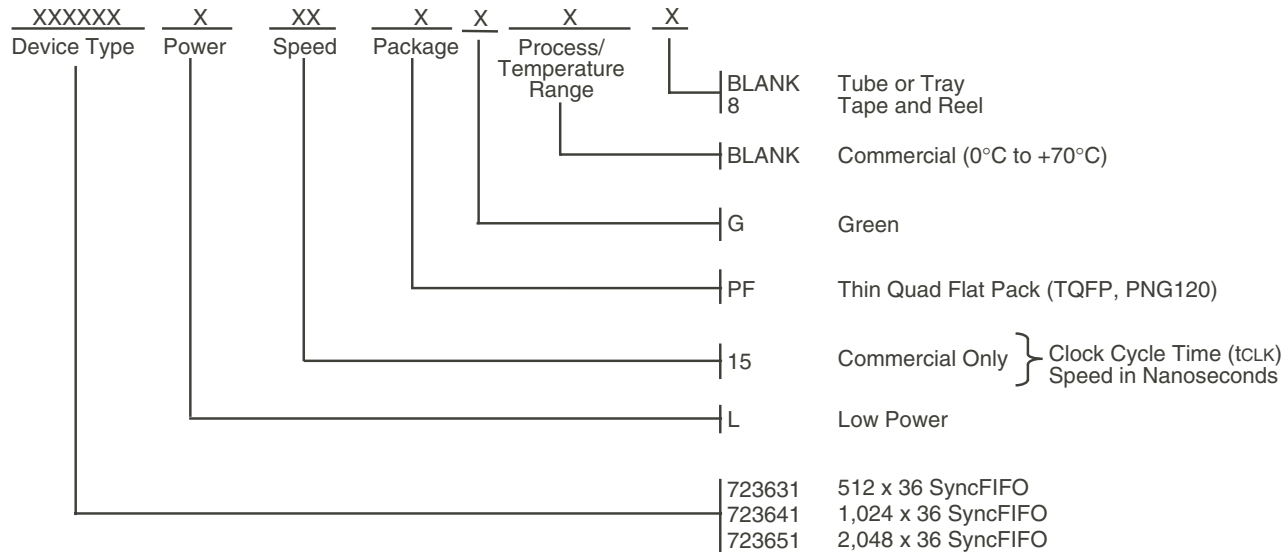 XXXXXX X XX X X X X
Device Type Power Speed Package Process/
Temperature
Range
BLANK Tube or Tray
8 Tape and Reel
BLANK Commercial (0°C to +70°C)
G Green
PF Thin Quad Flat Pack (TQFP, PNG120)
15 Commercial Only Clock Cycle Time (tCLK)
Speed in Nanoseconds
L Low Power
723631 512 x 36 SyncFIFO
723641 1,024 x 36 SyncFIFO
723651 2,048 x 36 SyncFIFO